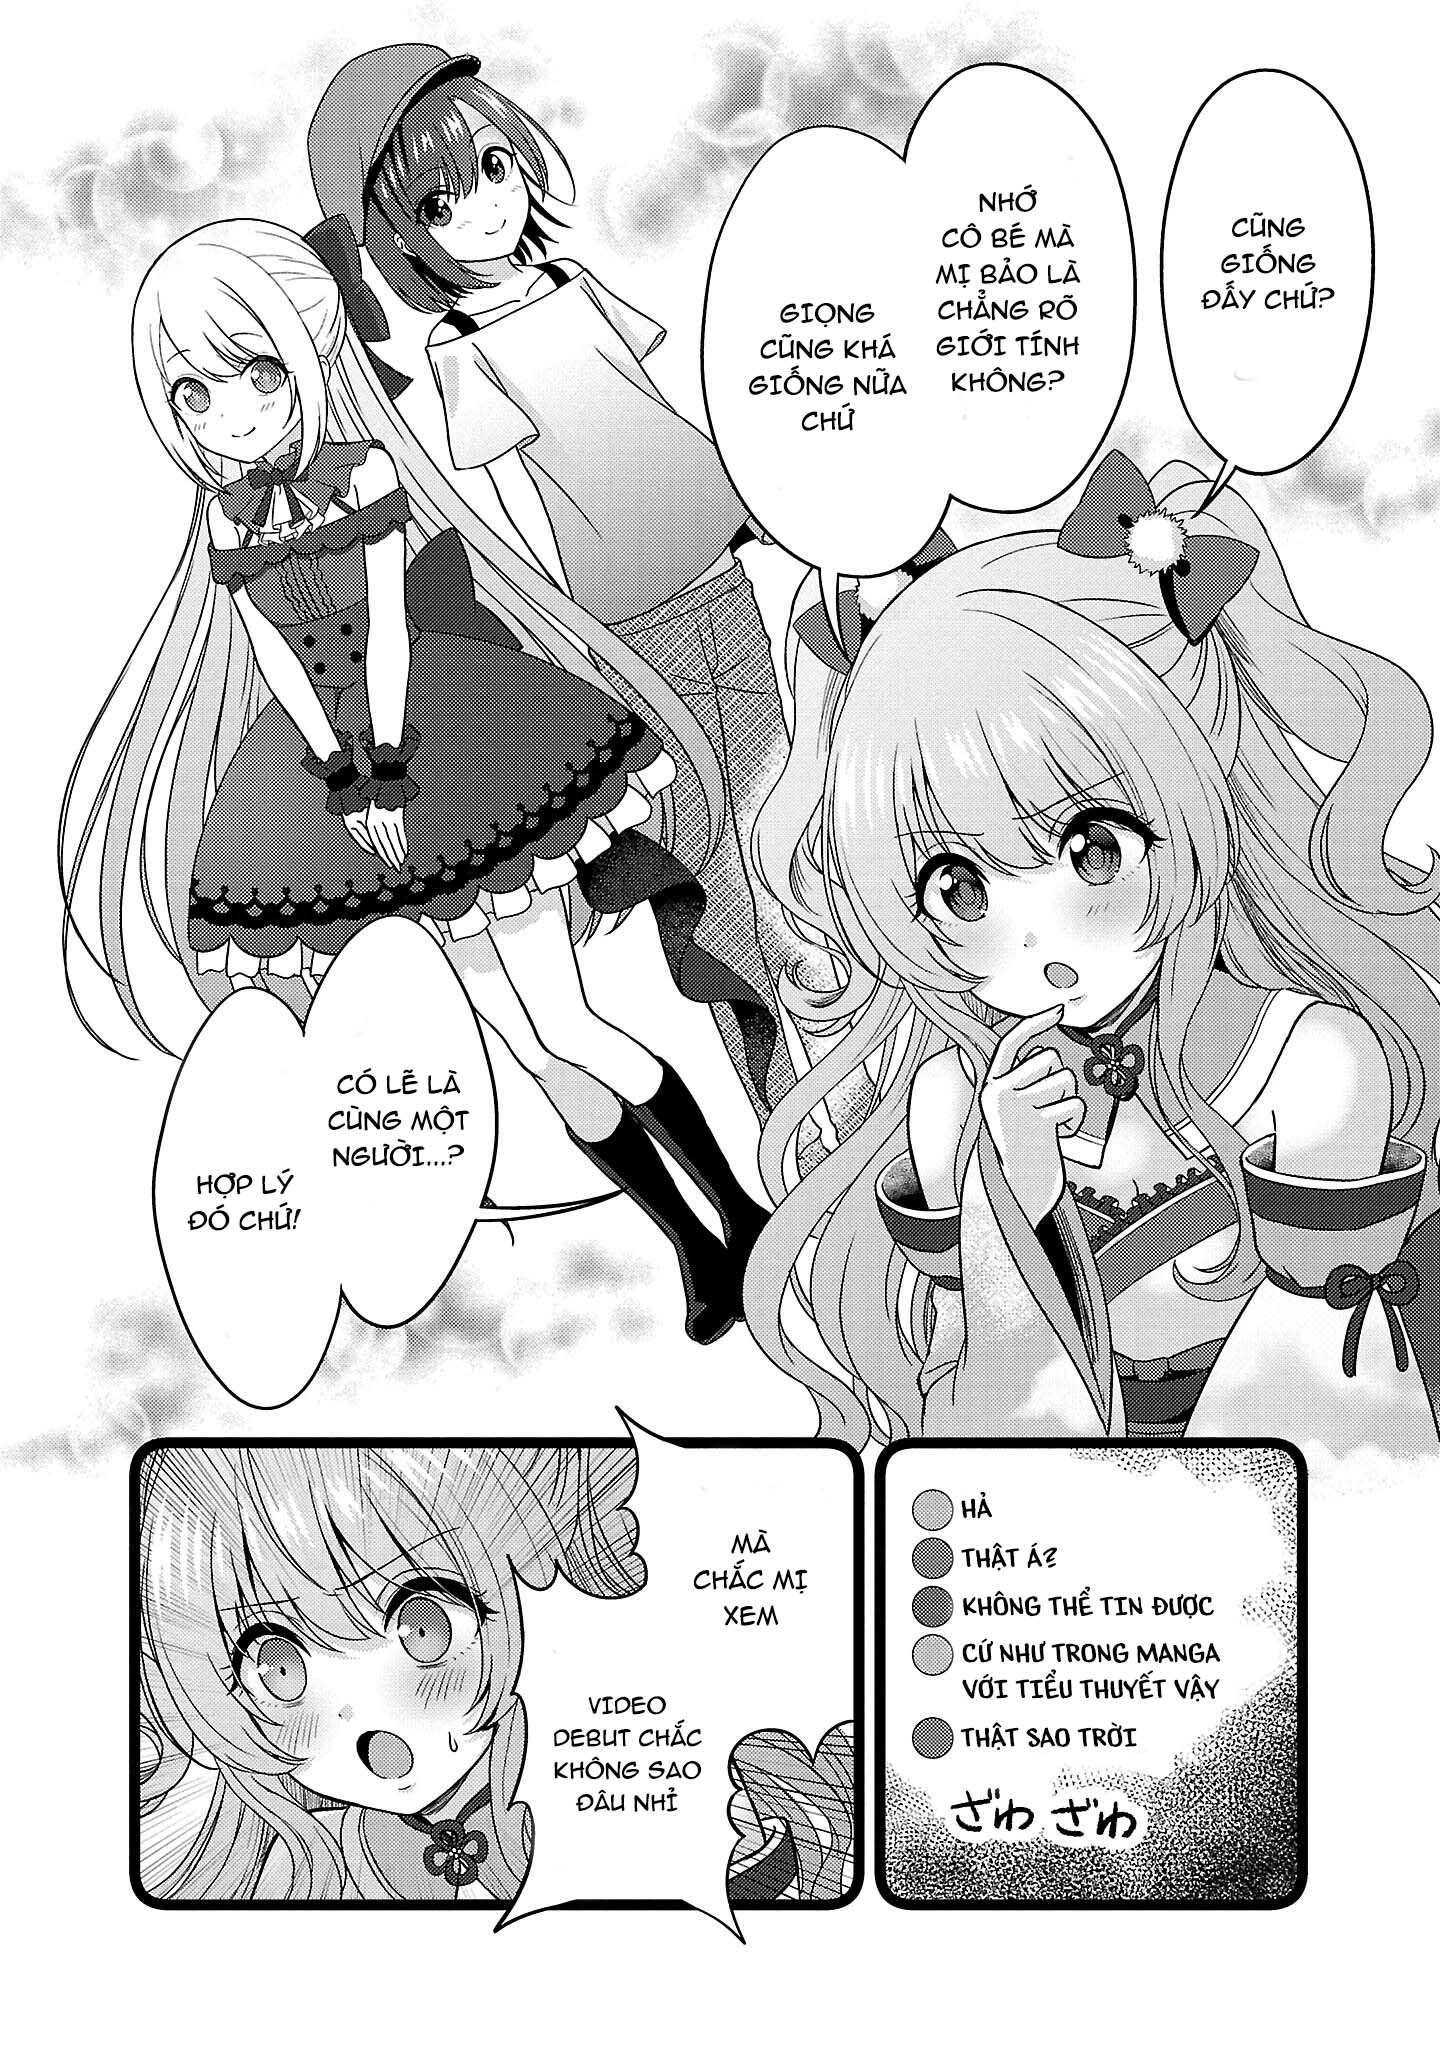 CŨNG
GIỐNG
ĐẤY CHỨ?
NHỚ
CÔ BÉ MÀ
MỊ BẢO LÀ
CHẲNG RÕ
GIỚI TÍNH
KHÔNG?
GIỌNG
CŨNG KHÁ
GIỐNG NỮA
CHỨ
CÓ LẼ LÀ
CÙNG MỘT
NGƯỜI...?
HỢP LÝ
ĐÓ CHỨ!
HẢ
THẬT Á?
KHÔNG THỂ TIN ĐƯỢC
CỨ NHƯ TRONG MANGA
VỚI TIỂU THUYẾT VẬY
THẬT SAO TRỜI
ざわ ざわ
MÀ
CHẮC MỊ
XEM
VIDEO
DEBUT CHẮC
KHÔNG SAO
ĐÂU NHỈ